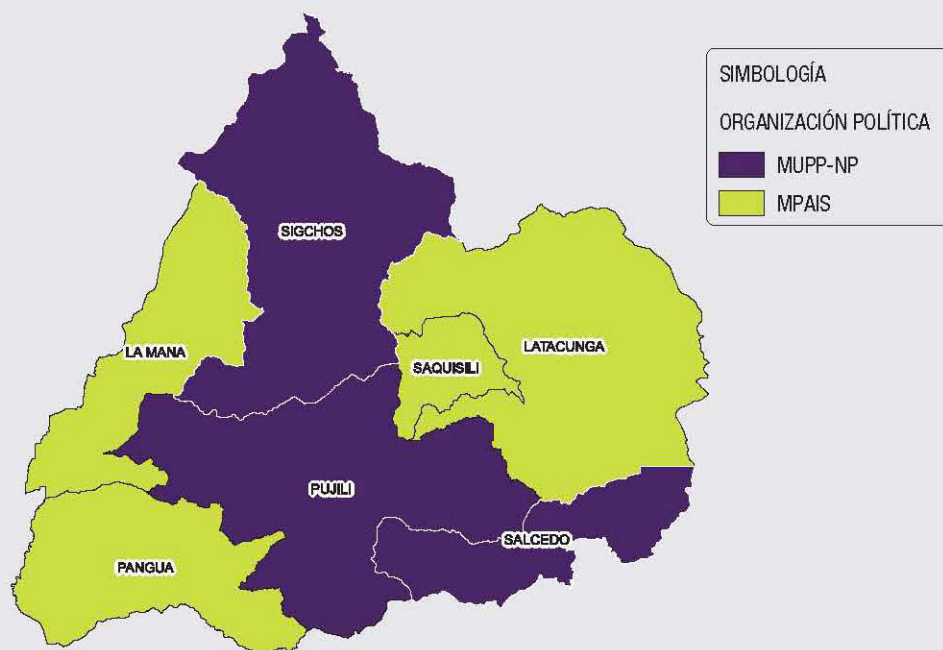 SIMBOLOGÍA
ORGANIZACIÓN POLÍTICA
MUPP-NP
MPAIS
SIGCHOS
LA MANA
SAQUISILI
LATACUNGA
PUJILI
SALCEDO
PANGUA